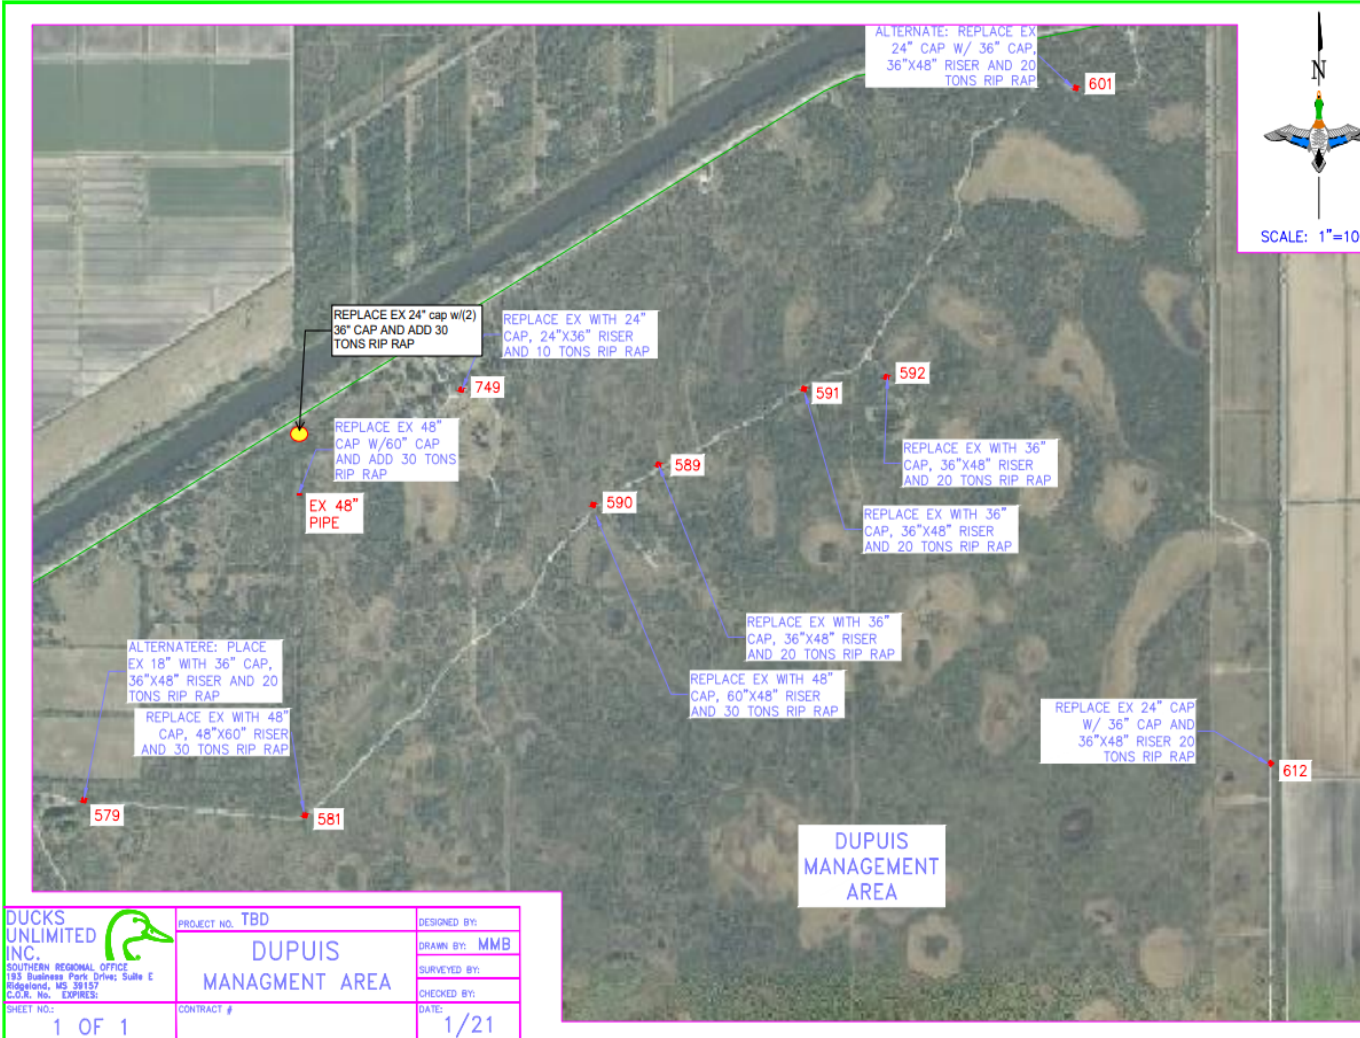 ALTERNATE: REPLACE EX
24" CAP W/ 36" CAP,
36"X48" RISER AND 20
TONS RIP RAP
601
N
SCALE: 1"=10
REPLACE EX 24" cap w/(2)
36" CAP AND ADD 30
TONS RIP RAP
REPLACE EX WITH 24"
CAP, 24"X36" RISER
AND 10 TONS RIP RAP
749
592
591
REPLACE EX 48"
CAP W/60" CAP
AND ADD 30 TONS
RIP RAP
EX 48"
PIPE
589
590
REPLACE EX WITH 36"
CAP, 36"X48" RISER
AND 20 TONS RIP RAP
REPLACE EX WITH 36"
CAP, 36"X48" RISER
AND 20 TONS RIP RAP
REPLACE EX WITH 36"
CAP, 36"X48" RISER
AND 20 TONS RIP RAP
REPLACE EX WITH 48"
CAP, 60"X48" RISER
AND 30 TONS RIP RAP
ALTERNATERE: PLACE
EX 18" WITH 36" CAP,
36"X48" RISER AND 20
TONS RIP RAP
REPLACE EX WITH 48"
CAP, 48"X60" RISER
AND 30 TONS RIP RAP
REPLACE EX 24" CAP
W/ 36" CAP AND
36"X48" RISER 20
TONS RIP RAP
612
579
581
DUPUIS
MANAGEMENT
AREA
DUCKS
UNLIMITED
INC.
SOUTHERN REGIONAL OFFICE
193 Business Park Drive; Suite E
Ridgeland, MS 39157
C.O.R. No. EXPIRES:
SHEET NO.:
1 OF 1
PROJECT NO. TBD
DUPUIS
MANAGMENT AREA
CONTRACT #
DESIGNED BY:
DRAWN BY: MMB
SURVEYED BY:
CHECKED BY:
DATE:
1/21